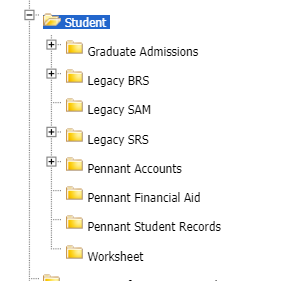 Student
Graduate Admissions
Legacy BRS
Legacy SAM
Legacy SRS
Pennant Accounts
Pennant Financial Aid
Pennant Student Records
Worksheet